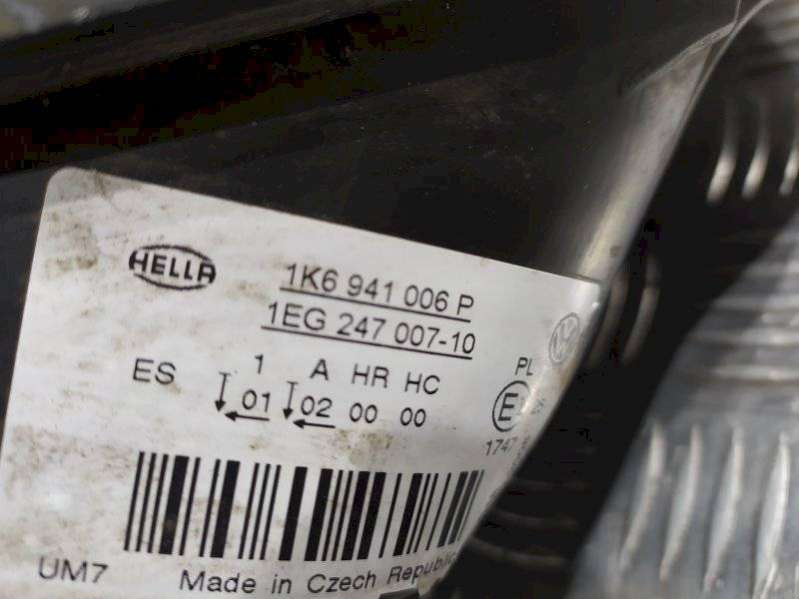 HELLA
1K6 941 006 P
1EG 247 007-10
PL
ES 1 A HR HC
01 02 00 00
E
1747
UM7 Made in Czech Republic